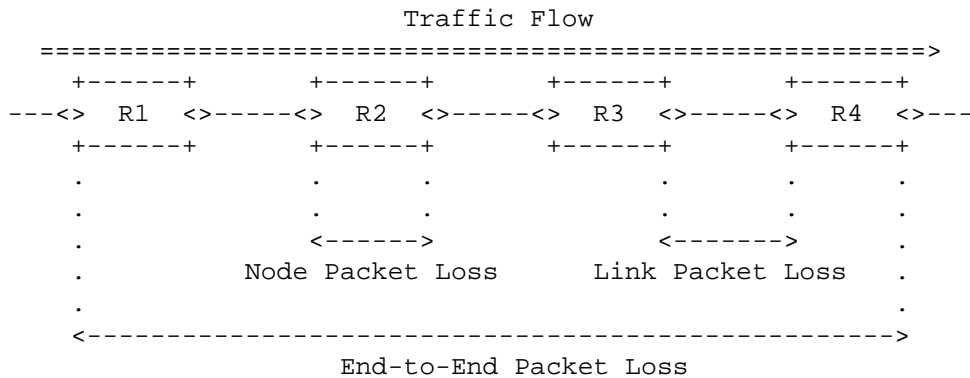 Traffic Flow
========================================================>
+------+       +------+       +------+       +------+
---<>  R1  <>-----<>  R2  <>-----<>  R3  <>-----<>  R4  <>---
+------+       +------+       +------+       +------+
.              .      .              .       .      .
.              .      .              .       .      .
.              <------>              <------->      .
.          Node Packet Loss      Link Packet Loss   .
.                                                   .
<--------------------------------------------------->
End-to-End Packet Loss